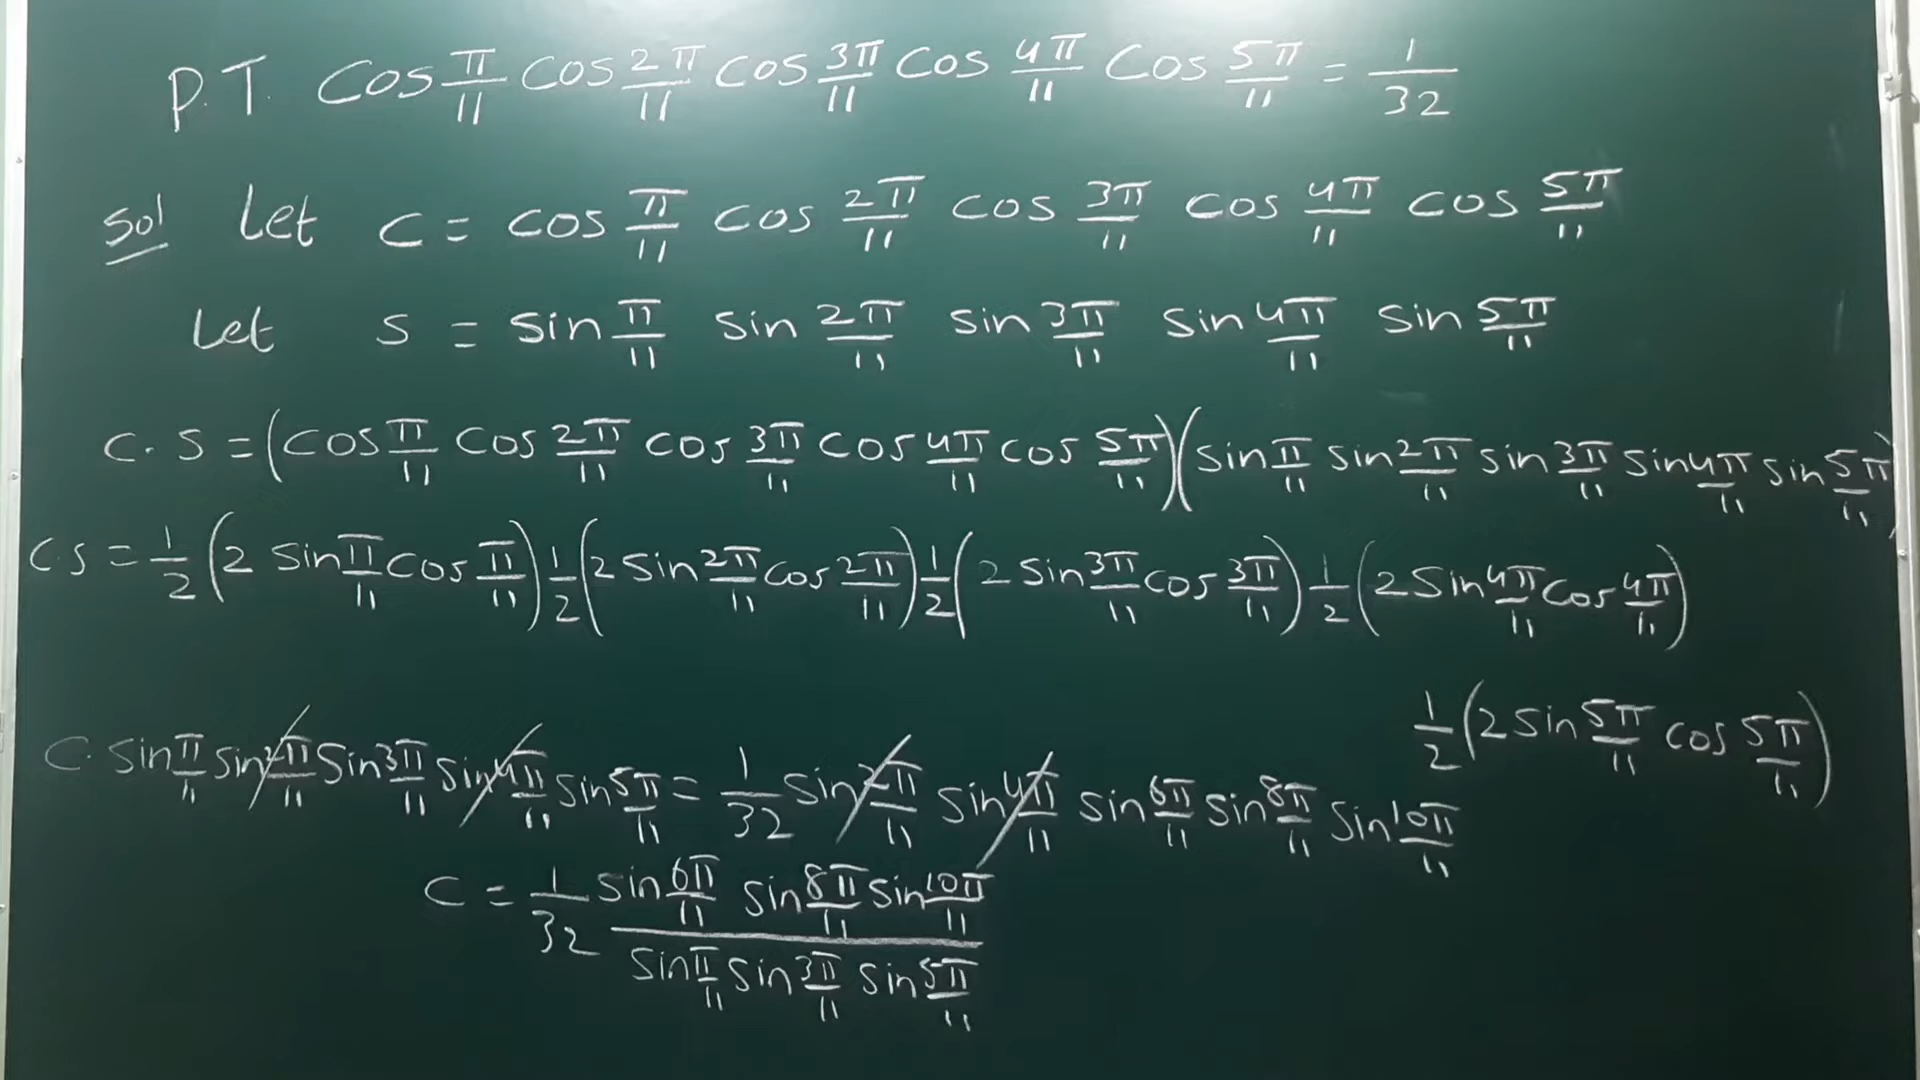 P.T. Cos π/11 Cos 2π/11 Cos 3π/11 Cos 4π/11 Cos 5π/11 = 1/32
Sol Let C = cos π/11 cos 2π/11 cos 3π/11 cos 4π/11 cos 5π/11
Let S = sin π/11 sin 2π/11 sin 3π/11 sin 4π/11 sin 5π/11
C. S = (cos π/11 cos 2π/11 cos 3π/11 cos 4π/11 cos 5π/11)(sin π/11 sin 2π/11 sin 3π/11 sin 4π/11 sin 5π/11)
C.S = 1/2 (2 sin π/11 cos π/11) 1/2 (2 sin 2π/11 cos 2π/11) 1/2 (2 sin 3π/11 cos 3π/11) 1/2 (2 sin 4π/11 cos 4π/11)
1/2 (2 sin 5π/11 cos 5π/11)
C. sin π/11 sin 2π/11 sin 3π/11 sin 4π/11 sin 5π/11 = 1/32 sin 2π/11 sin 4π/11 sin 6π/11 sin 8π/11 sin 10π/11
C = 1/32 sin 6π/11 sin 8π/11 sin 10π/11
sin π/11 sin 3π/11 sin 5π/11